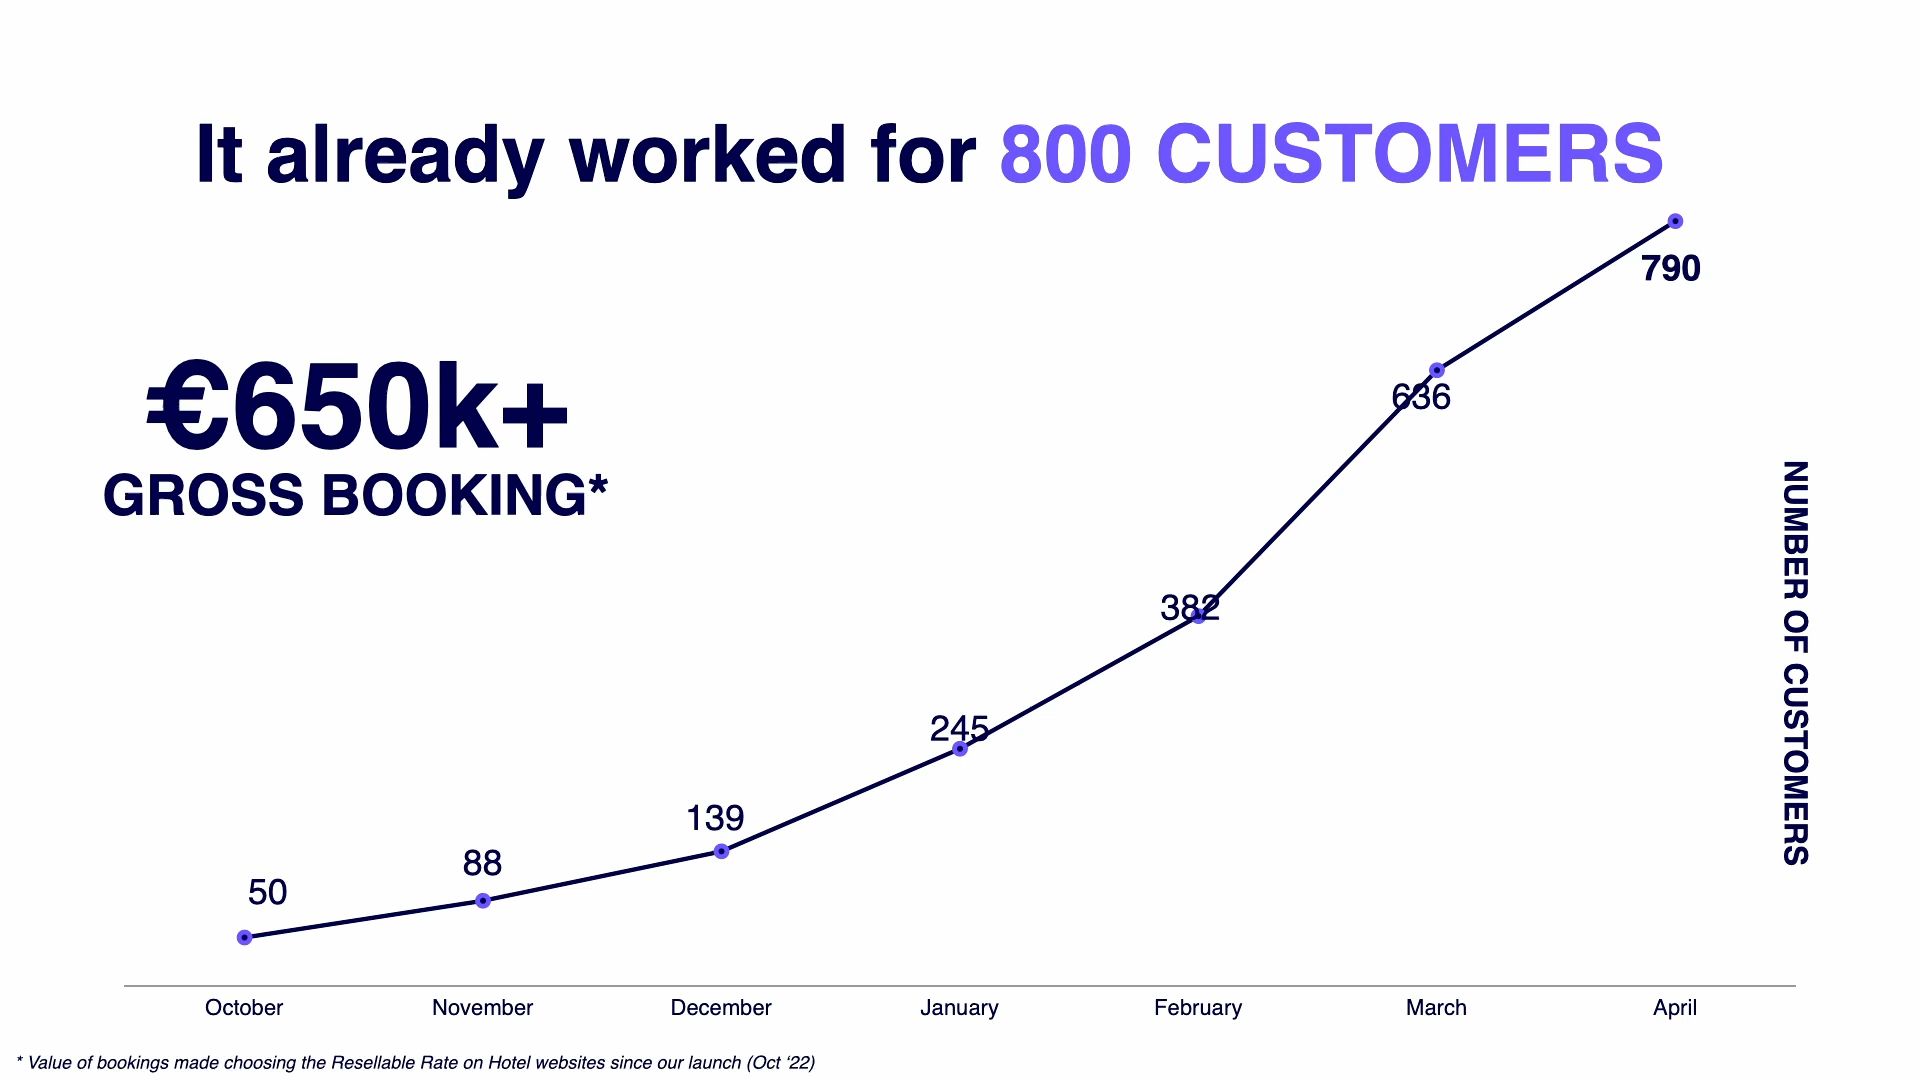 It already worked for 800 CUSTOMERS
790
€650k+
636
GROSS BOOKING*
NUMBER OF CUSTOMERS
382
245
139
88
50
October
November
December
January
February
March
April
* Value of bookings made choosing the Resellable Rate on Hotel websites since our launch (Oct ‘22)